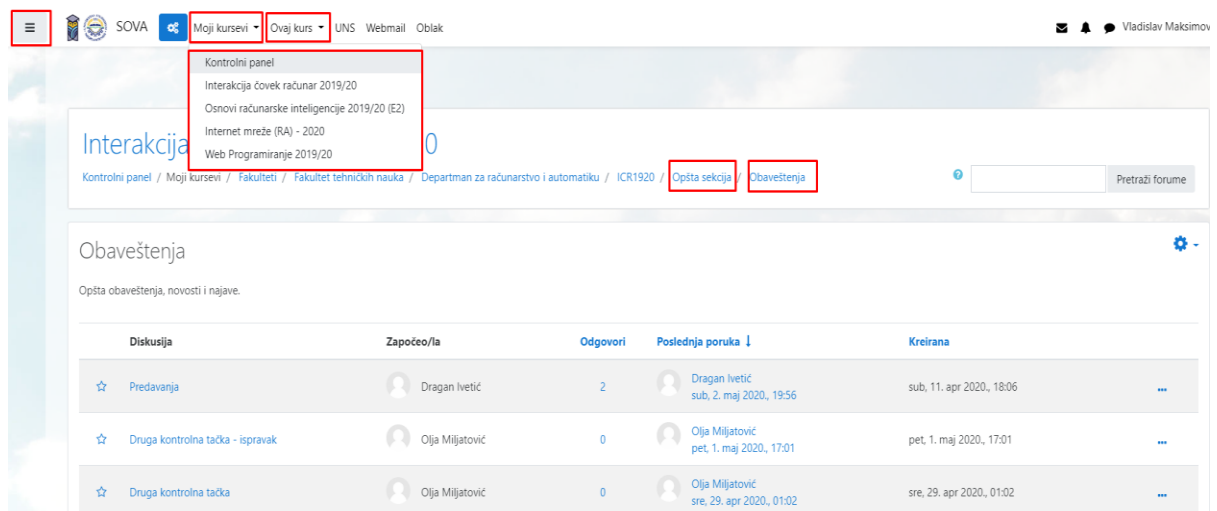 SOVA Moji kursevi Ovaj kurs UNS Webmail Oblak Vladislav Maksimov
Kontrolni panel
Interakcija čovek računar 2019/20
Osnovi računarske inteligencije 2019/20 (E2)
Internet mreže (RA) - 2020
Web Programiranje 2019/20
Interakcija 0
Kontrolni panel / Moji kursevi / Fakulteti / Fakultet tehničkih nauka / Departman za računarstvo i automatiku / ICR1920 / Opšta sekcija / Obaveštenja Pretraži forume
Obaveštenja
Opšta obaveštenja, novosti i najave.
Diskusija Započeo/la Odgovori Poslednja poruka ↓ Kreirana
Predavanja Dragan Ivetić 2 Dragan Ivetić sub, 11. apr 2020., 18:06
sub, 2. maj 2020., 19:56
Druga kontrolna tačka - ispravak Olja Miljatović 0 Olja Miljatović pet, 1. maj 2020., 17:01
pet, 1. maj 2020., 17:01
Druga kontrolna tačka Olja Miljatović 0 Olja Miljatović sre, 29. apr 2020., 01:02
sre, 29. apr 2020., 01:02